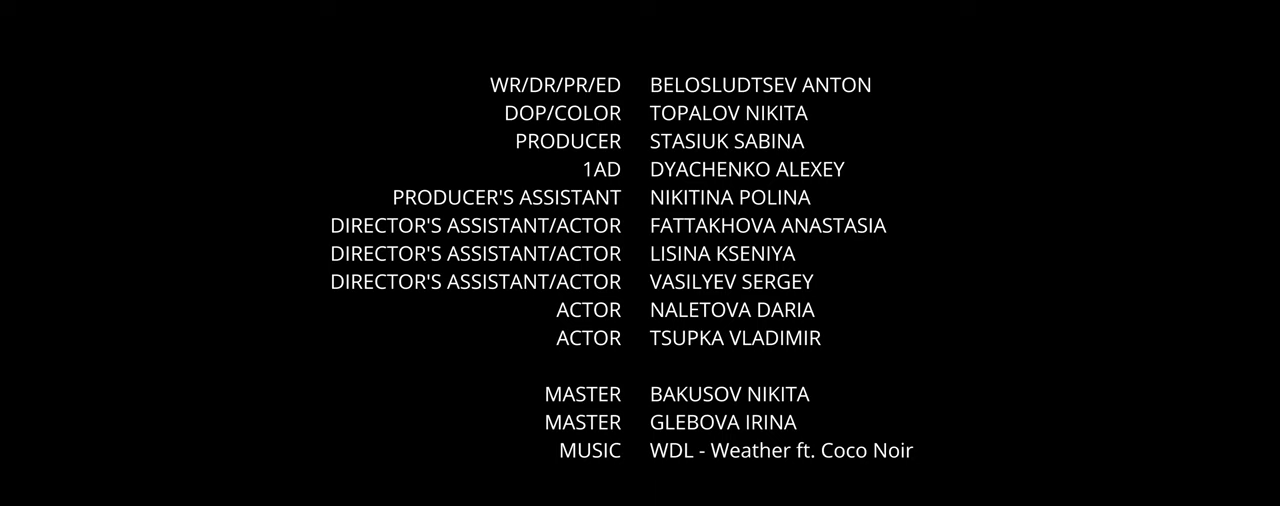 WR/DR/PR/ED BELOSLUDTSEV ANTON
DOP/COLOR TOPALOV NIKITA
PRODUCER STASIUK SABINA
1AD DYACHENKO ALEXEY
PRODUCER'S ASSISTANT NIKITINA POLINA
DIRECTOR'S ASSISTANT/ACTOR FATTAKHOVA ANASTASIA
DIRECTOR'S ASSISTANT/ACTOR LISINA KSENIYA
DIRECTOR'S ASSISTANT/ACTOR VASILYEV SERGEY
ACTOR NALETOVA DARIA
ACTOR TSUPKA VLADIMIR
MASTER BAKUSOV NIKITA
MASTER GLEBOVA IRINA
MUSIC WDL - Weather ft. Coco Noir